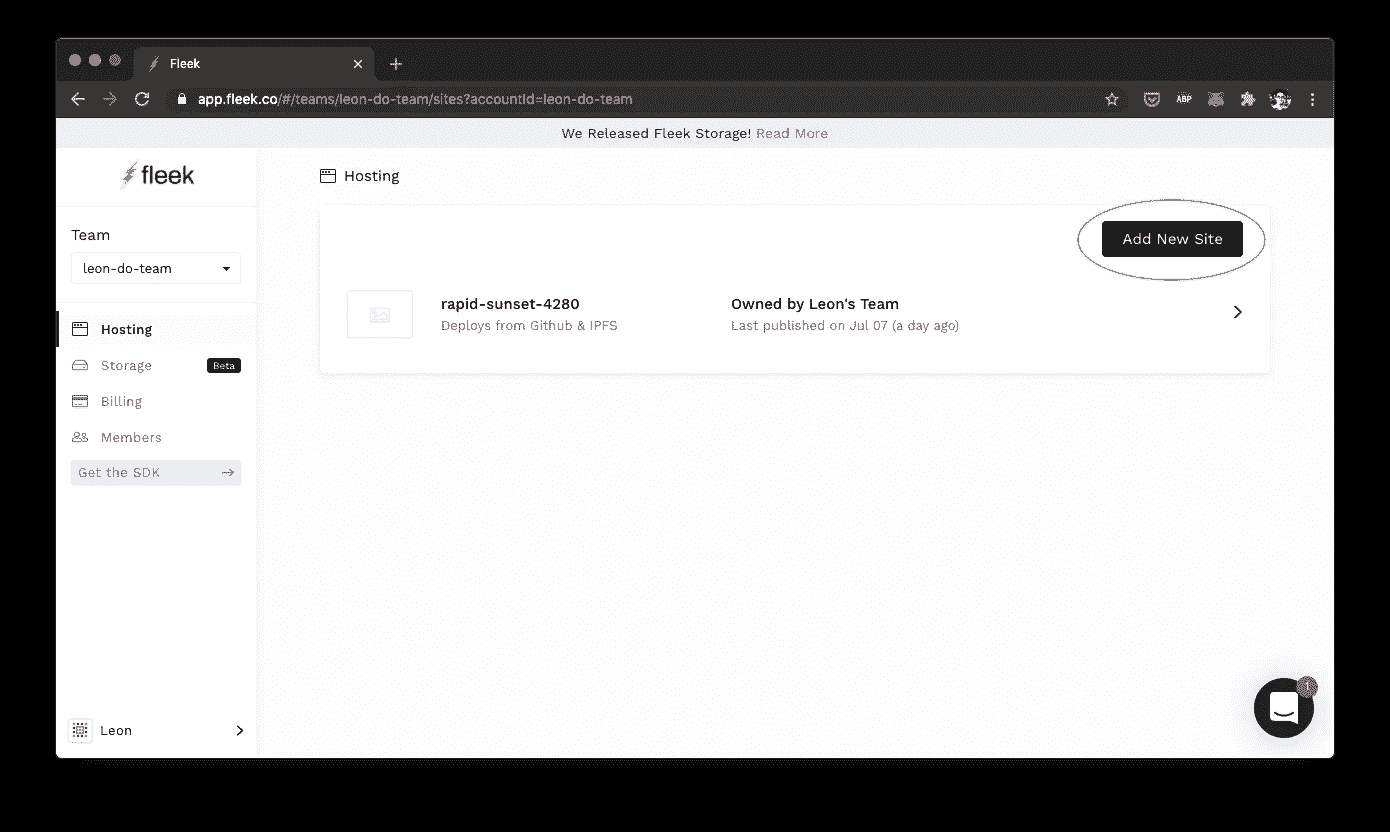 Fleek
app.fleek.co/#/teams/leon-do-team/sites?accountId=leon-do-team
ABP
We Released Fleek Storage! Read More
fleek
Hosting
Add New Site
Team
leon-do-team
Hosting
Storage Beta
Billing
Members
Get the SDK
rapid-sunset-4280 Owned by Leon's Team
Deploys from Github & IPFS Last published on Jul 07 (a day ago)
1
Leon